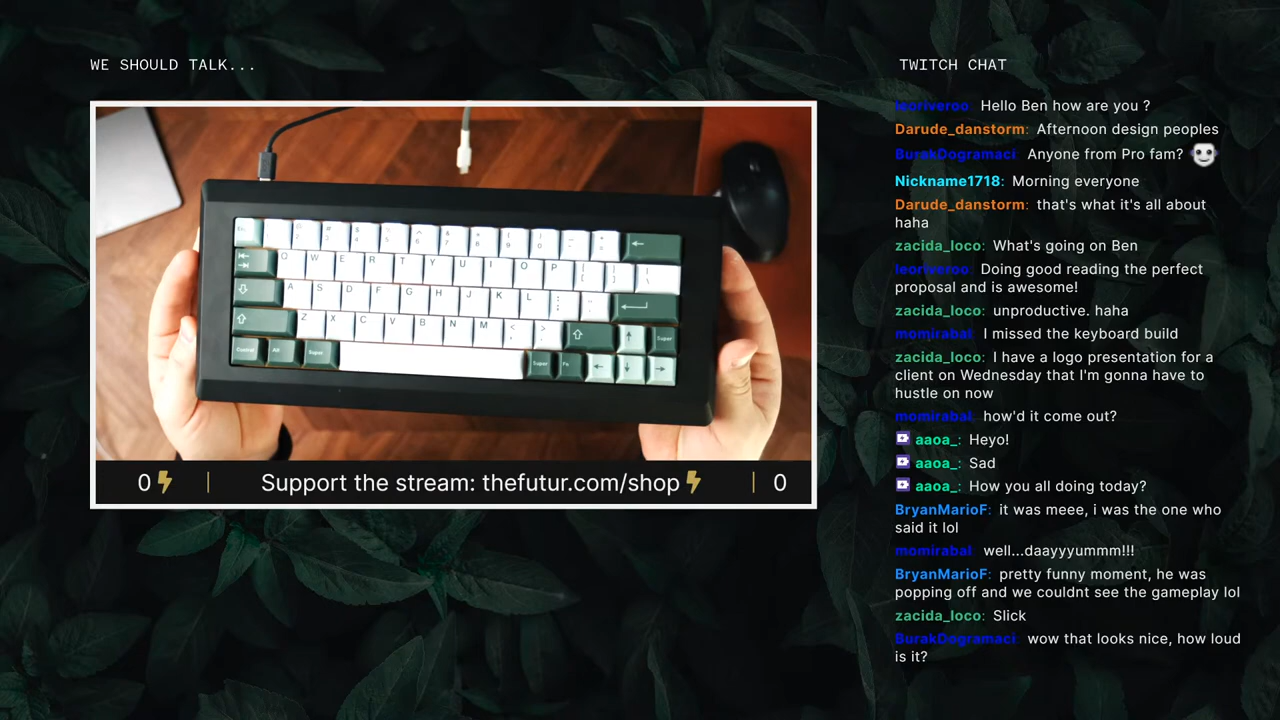 WE SHOULD TALK...
TWITCH CHAT
leoriveroo: Hello Ben how are you ?
Darude_danstorm: Afternoon design peoples
BurakDogramaci: Anyone from Pro fam?
Nickname1718: Morning everyone
Darude_danstorm: that's what it's all about
haha
zacida_loco: What's going on Ben
leoriveroo: Doing good reading the perfect
proposal and is awesome!
zacida_loco: unproductive. haha
momirabal: I missed the keyboard build
zacida_loco: I have a logo presentation for a
client on Wednesday that I'm gonna have to
hustle on now
momirabal: how'd it come out?
aaoa_: Heyo!
aaoa_: Sad
aaoa_: How you all doing today?
BryanMarioF: it was meee, i was the one who
said it lol
momirabal: well...daayyyummm!!!
BryanMarioF: pretty funny moment, he was
popping off and we couldnt see the gameplay lol
zacida_loco: Slick
BurakDogramaci: wow that looks nice, how loud
is it?
Q W E R T Y U I O P
A S D F G H J K L
Z X C V B N M < >
Control Alt Super Super Fn
Super
0 | Support the stream: thefutur.com/shop | 0